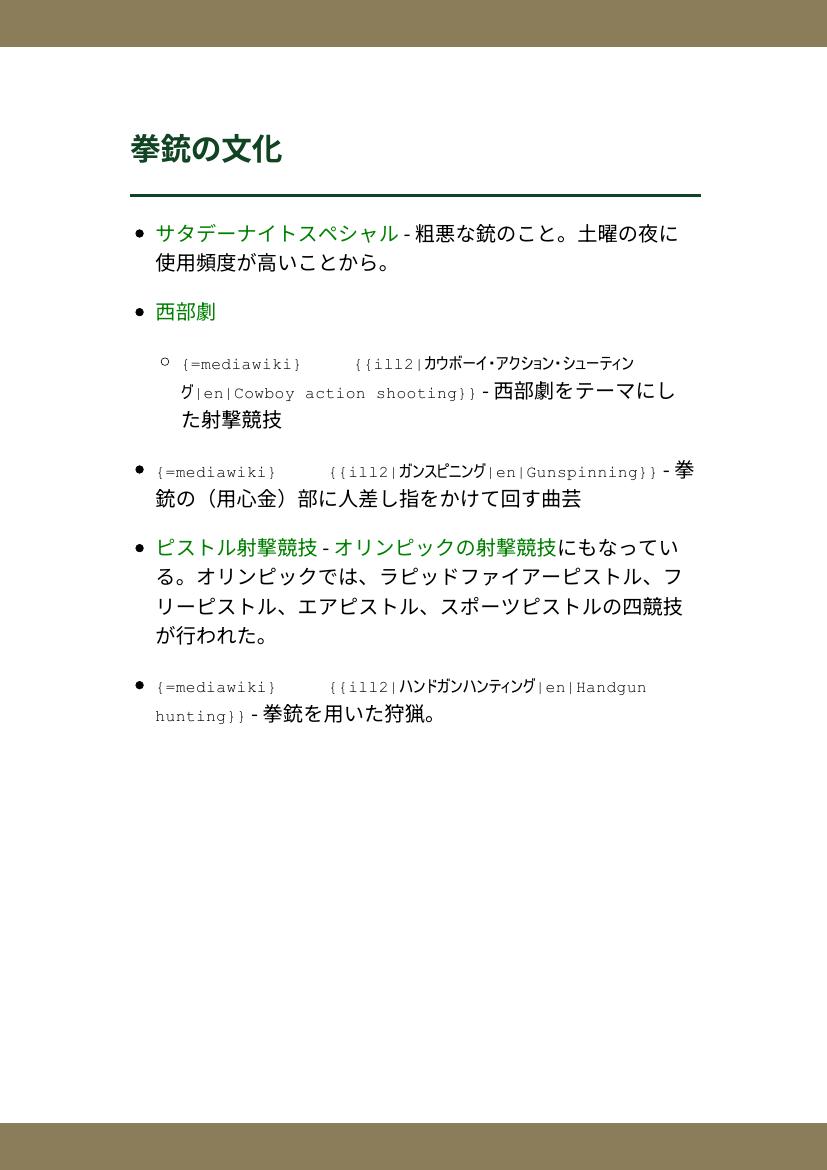 拳銃の文化
サタデーナイトスペシャル - 粗悪な銃のこと。土曜の夜に
使用頻度が高いことから。
西部劇
{=mediawiki} {{ill2|カウボーイ・アクション・シューティン
グ|en|Cowboy action shooting}} - 西部劇をテーマにし
た射撃競技
{=mediawiki} {{ill2|ガンスピニング|en|Gunspinning}} - 拳
銃の（用心金）部に人差し指をかけて回す曲芸
ピストル射撃競技 - オリンピックの射撃競技にもなってい
る。オリンピックでは、ラピッドファイアーピストル、フ
リーピストル、エアピストル、スポーツピストルの四競技
が行われた。
{=mediawiki} {{ill2|ハンドガンハンティング|en|Handgun
hunting}} - 拳銃を用いた狩猟。